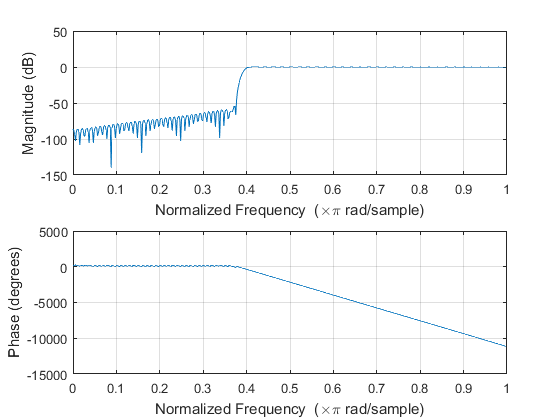 50
0
-50
-100
-150
Magnitude (dB)
0 0.1 0.2 0.3 0.4 0.5 0.6 0.7 0.8 0.9 1
Normalized Frequency (×π rad/sample)
5000
0
-5000
-10000
-15000
Phase (degrees)
0 0.1 0.2 0.3 0.4 0.5 0.6 0.7 0.8 0.9 1
Normalized Frequency (×π rad/sample)